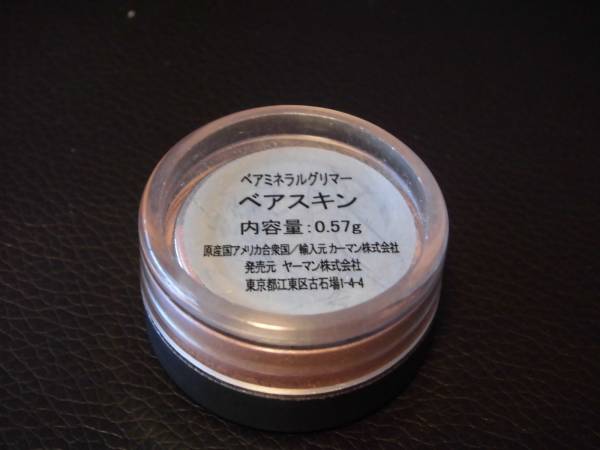 ベアミネラルグリマー
ベアスキン
内容量:0.57g
原産国アメリカ合衆国/輸入元 カーマン株式会社
発売元 ヤーマン株式会社
東京都江東区古石場1-4-4